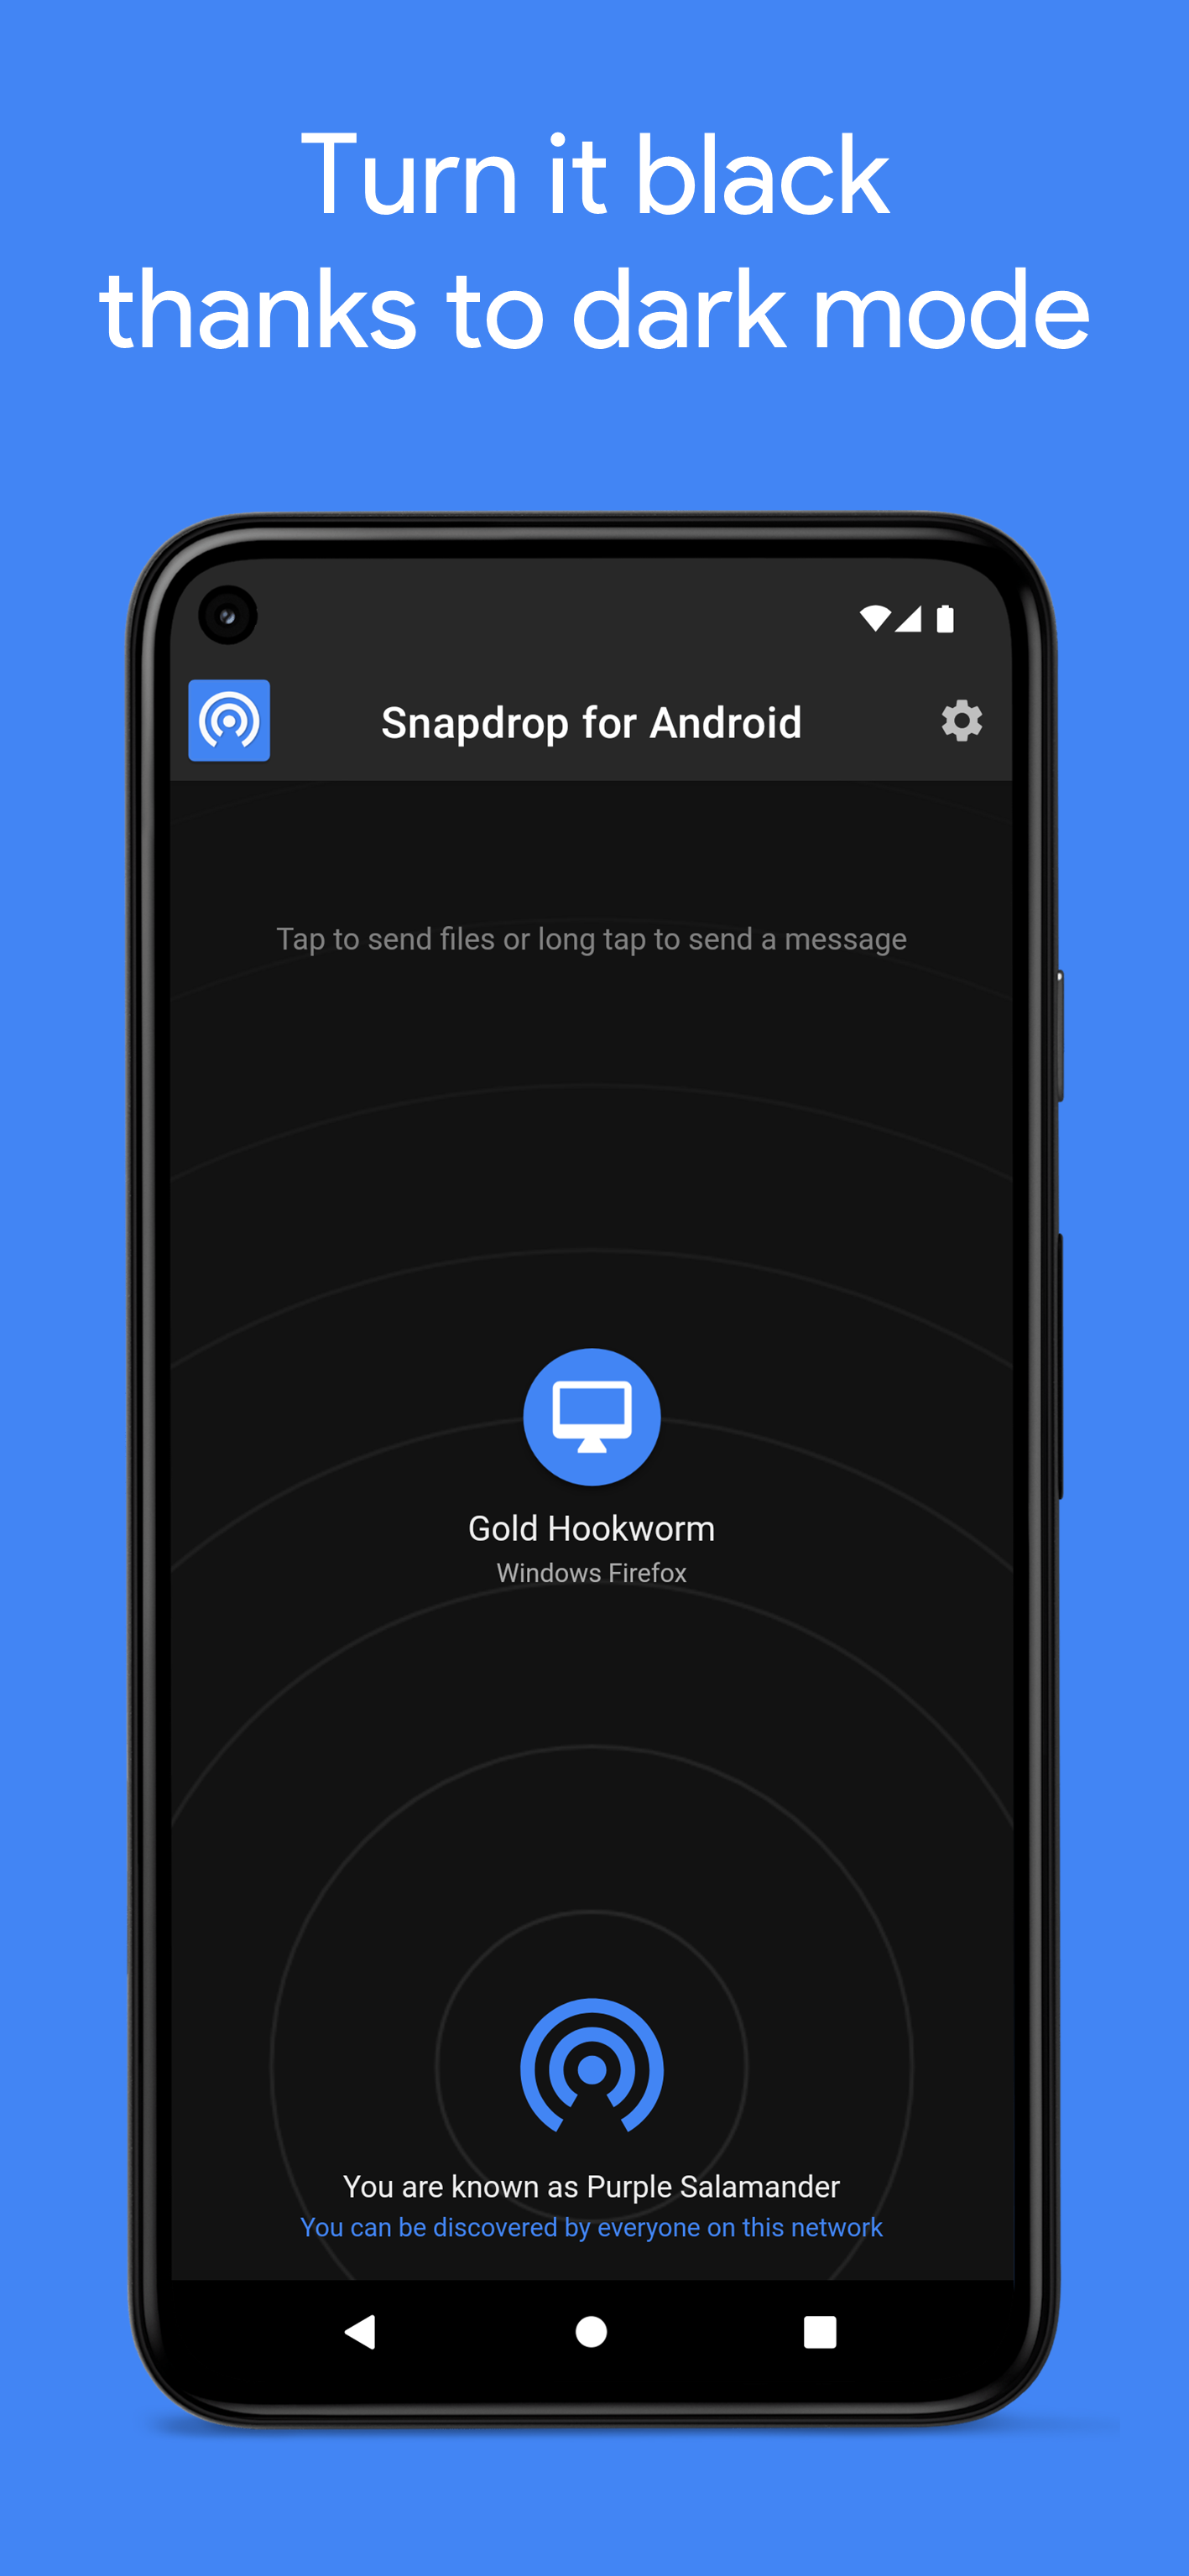 Turn it black
thanks to dark mode
Snapdrop for Android
Tap to send files or long tap to send a message
Gold Hookworm
Windows Firefox
You are known as Purple Salamander
You can be discovered by everyone on this network